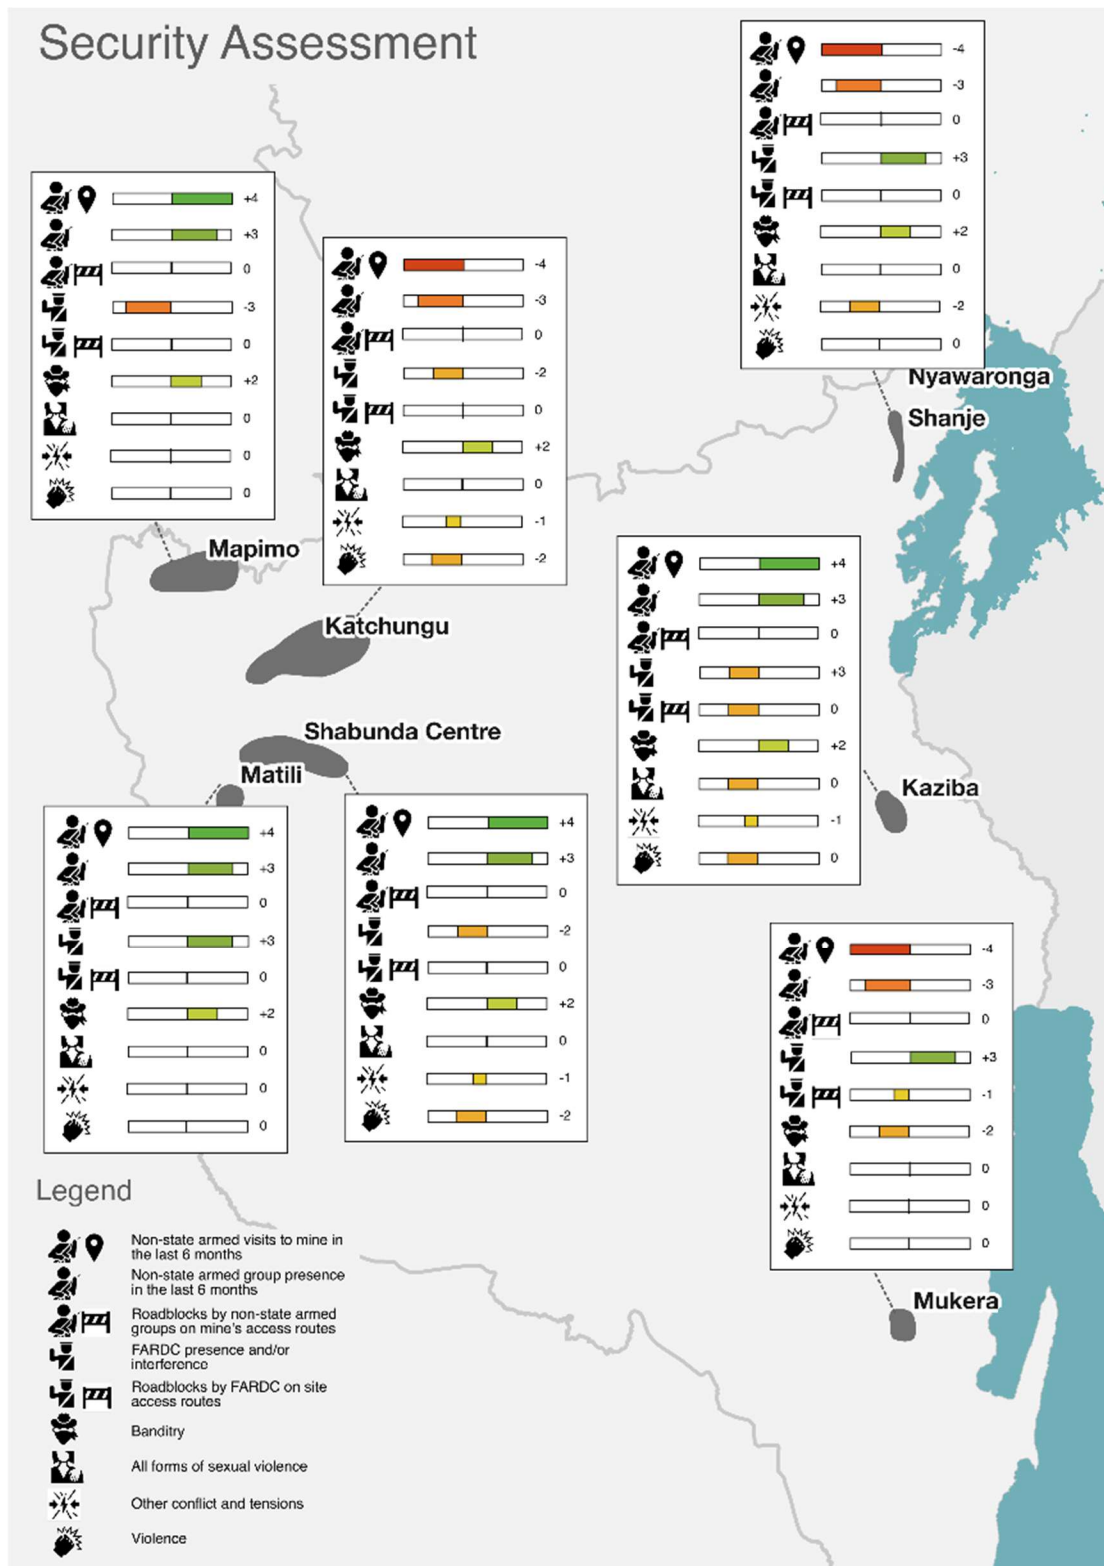 Security Assessment
-4
-3
0
+3
0
+2
0
-2
0
Nyawaronga
Shanje
+4
+3
0
-3
0
+2
0
0
0
Mapimo
-4
-3
0
-2
0
+2
0
-1
-2
Katchungu
+4
+3
0
+3
0
+2
0
-1
0
Kaziba
Shabunda Centre
Matili
+4
+3
0
+3
0
+2
0
0
0
+4
+3
0
-2
0
+2
0
-1
-2
-4
-3
0
+3
-1
-2
0
0
0
Mukera
Legend
Non-state armed visits to mine in
the last 6 months
Non-state armed group presence
in the last 6 months
Roadblocks by non-state armed
groups on mine's access routes
FARDC presence and/or
interference
Roadblocks by FARDC on site
access routes
Banditry
All forms of sexual violence
Other conflict and tensions
Violence